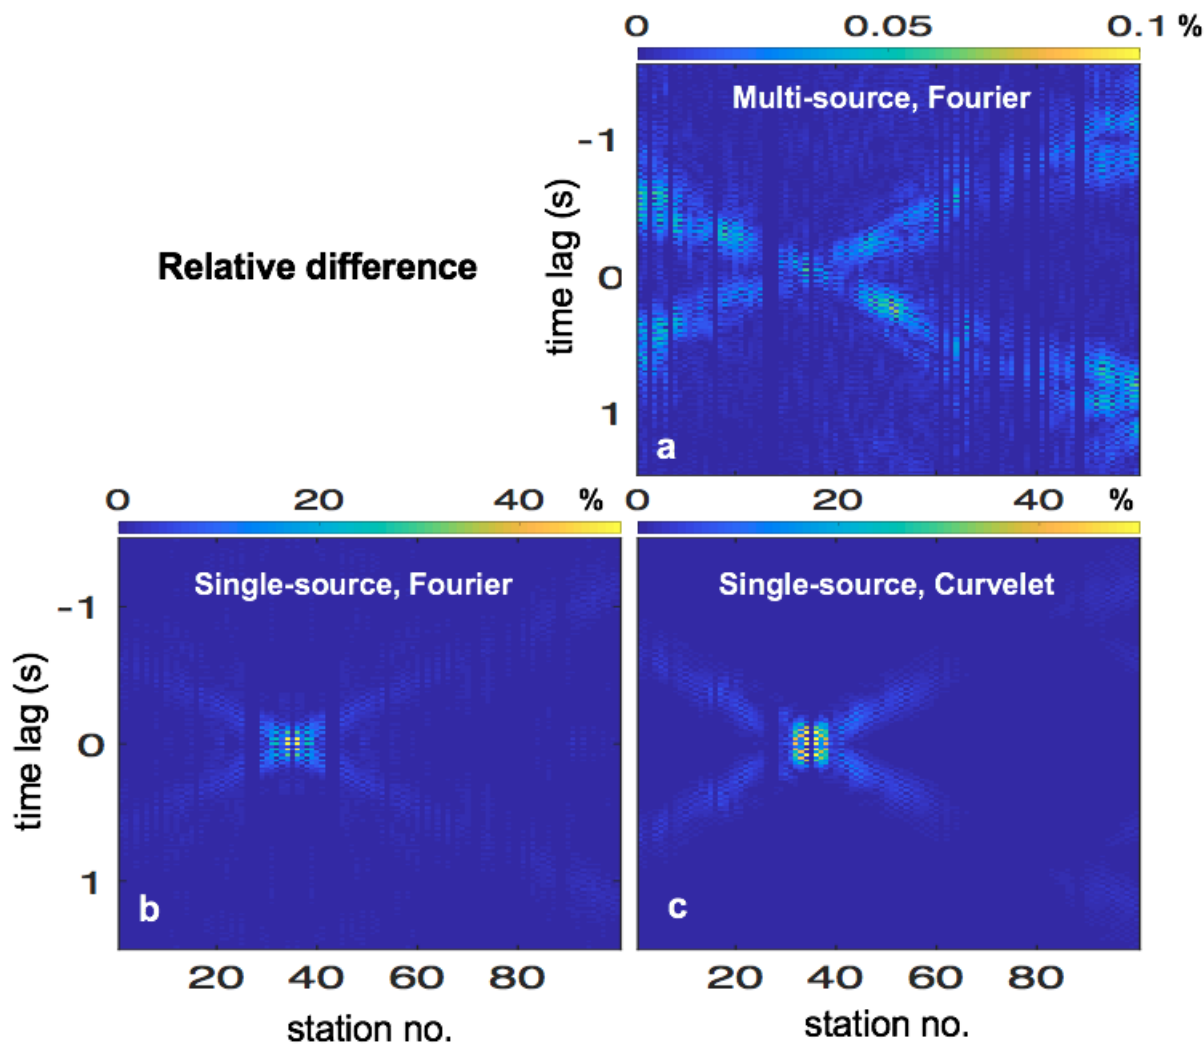 0 0.05 0.1 %
Multi-source, Fourier
-1
0
1
time lag (s)
Relative difference
a
0 20 40 %
Single-source, Fourier
-1
0
1
time lag (s)
b
20 40 60 80
station no.
0 20 40 %
Single-source, Curvelet
c
20 40 60 80
station no.